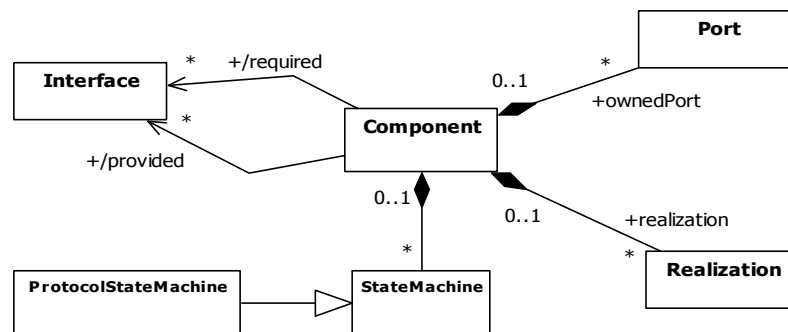 Port
* +/required
Interface
*
0..1
*
+ownedPort
Component
+/provided
0..1
0..1
+realization
*
*
Realization
ProtocolStateMachine
StateMachine